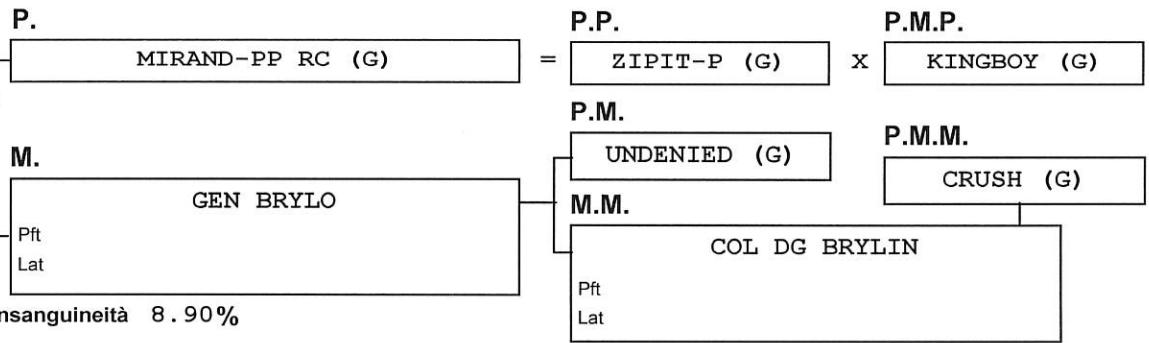 P. P.P. P.M.P.
MIRAND-PP RC (G) = ZIPIT-P (G) x KINGBOY (G)
P.M.
UNDENIED (G)
P.M.M.
CRUSH (G)
M.
GEN BRYLO
Pft
Lat
M.M.
COL DG BRYLIN
Pft
Lat
nsanguineità 8.90%